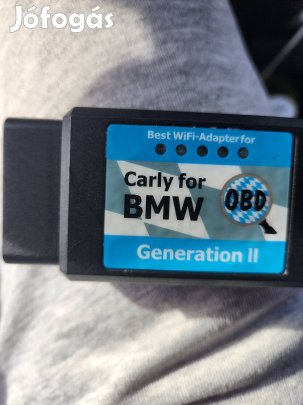 Jófogás
Best WiFi-Adapter for
Carly for
BMW
OBD
Generation II